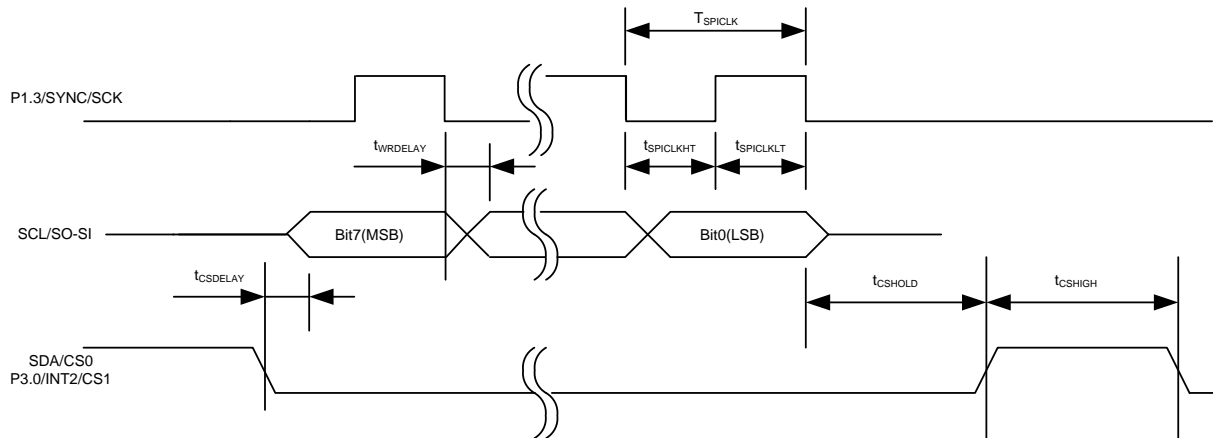 TSPICLK
P1.3/SYNC/SCK
tWRDELAY
tSPICLKHT
tSPICLKLT
SCL/SO-SI
Bit7(MSB)
Bit0(LSB)
tCSDELAY
tCSHOLD
tCSHIGH
SDA/CS0
P3.0/INT2/CS1